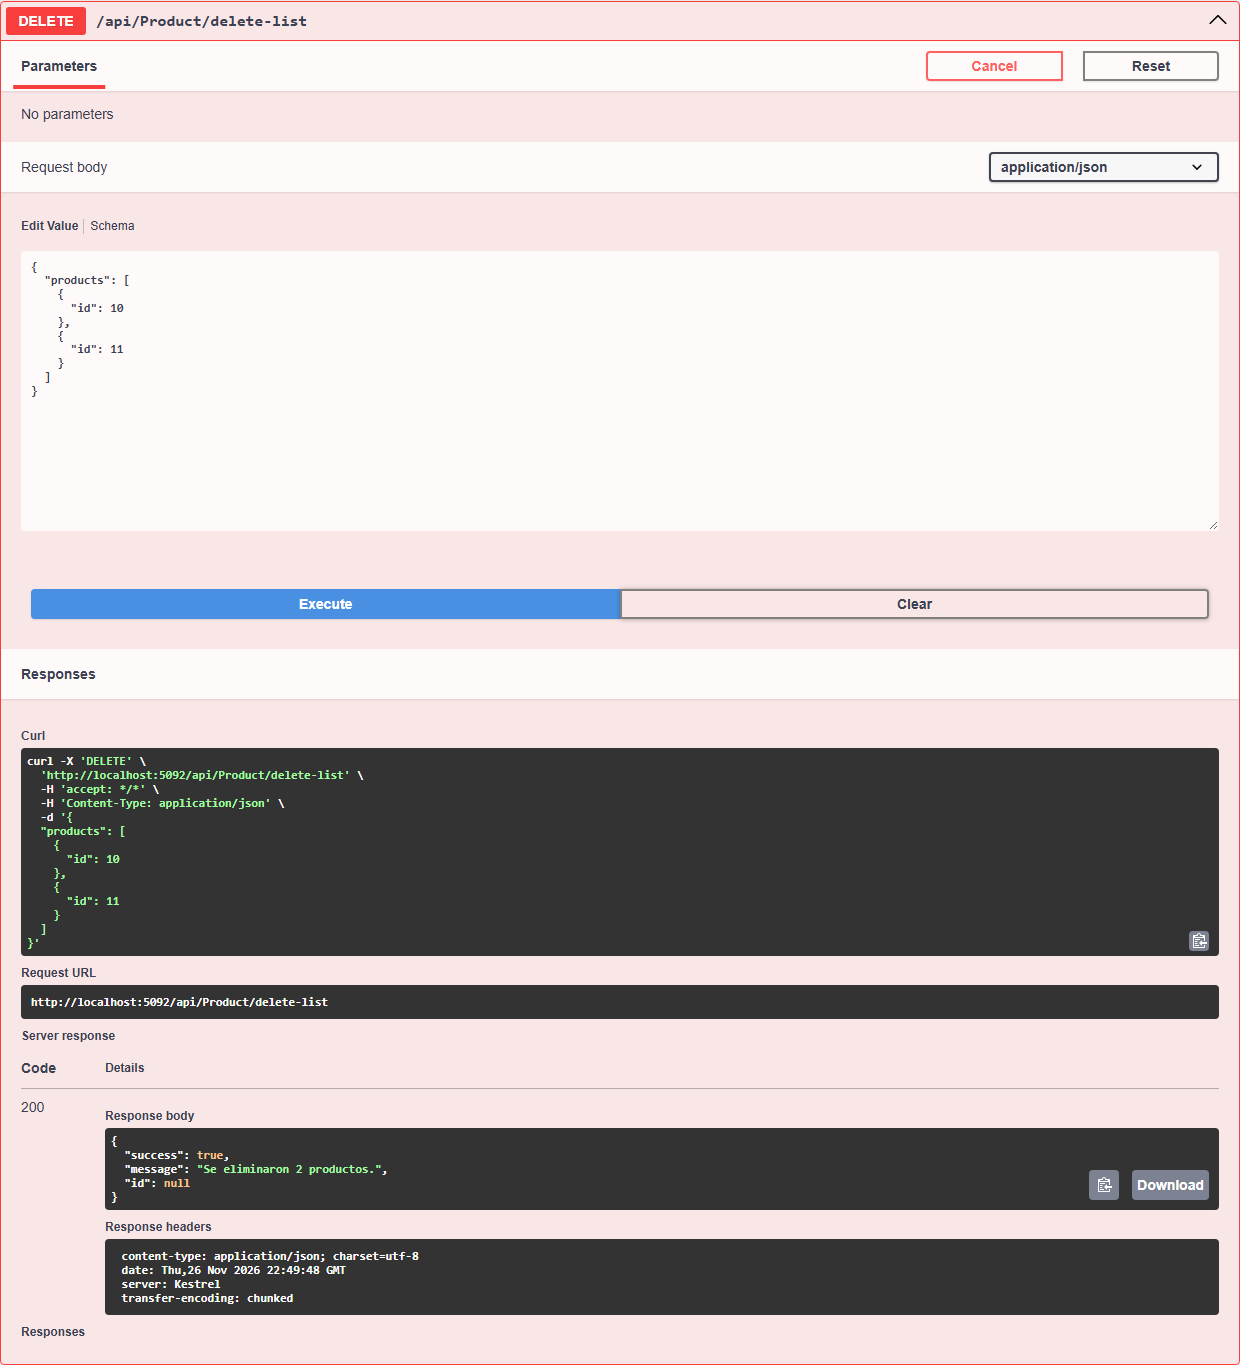 DELETE /api/Product/delete-list
Parameters
Cancel
Reset
No parameters
Request body
application/json
Edit Value | Schema
{
  "products": [
    {
      "id": 10
    },
    {
      "id": 11
    }
  ]
}
Execute
Clear
Responses
Curl
curl -X 'DELETE' \
  'http://localhost:5092/api/Product/delete-list' \
  -H 'accept: */*' \
  -H 'Content-Type: application/json' \
  -d '{
  "products": [
    {
      "id": 10
    },
    {
      "id": 11
    }
  ]
}'
Request URL
http://localhost:5092/api/Product/delete-list
Server response
Code Details
200
Response body
{
  "success": true,
  "message": "Se eliminaron 2 productos.",
  "id": null
}
Download
Response headers
content-type: application/json; charset=utf-8
date: Thu,26 Nov 2026 22:49:48 GMT
server: Kestrel
transfer-encoding: chunked
Responses